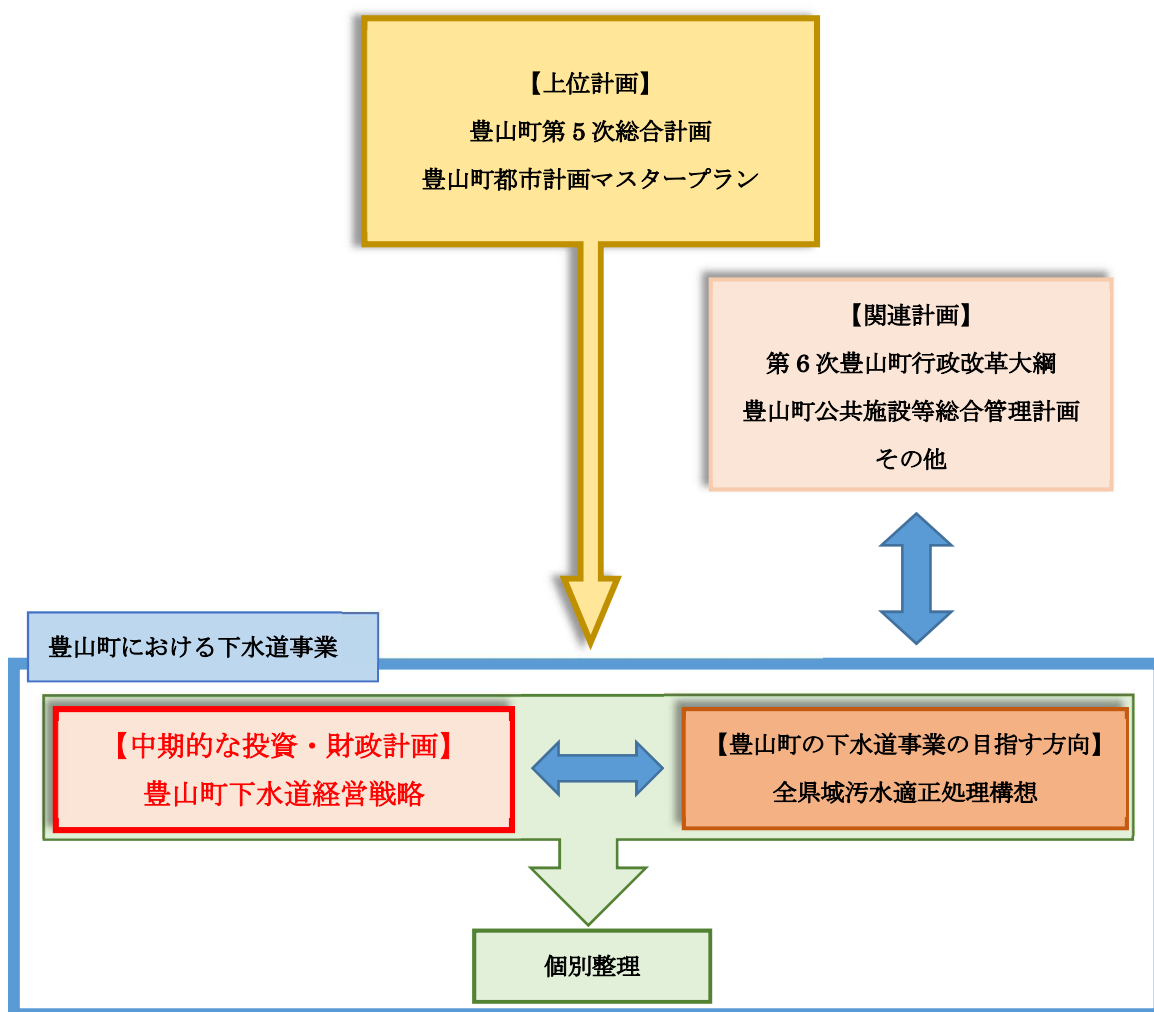 【上位計画】
豊山町第5次総合計画
豊山町都市計画マスタープラン
【関連計画】
第6次豊山町行政改革大綱
豊山町公共施設等総合管理計画
その他
豊山町における下水道事業
【中期的な投資・財政計画】
豊山町下水道経営戦略
【豊山町の下水道事業の目指す方向】
全県域汚水適正処理構想
個別整理